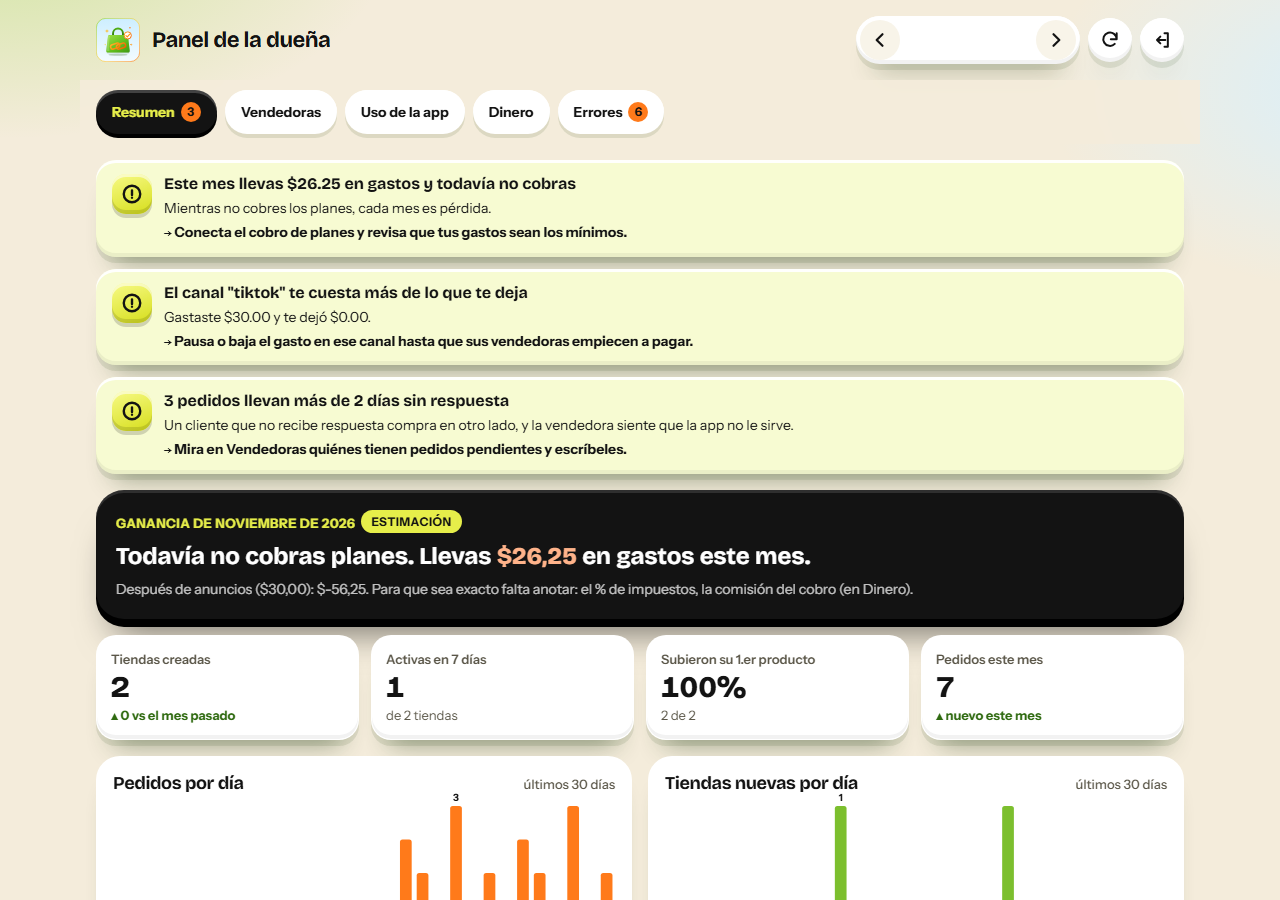 Panel de la dueña
Resumen 3
Vendedoras
Uso de la app
Dinero
Errores 6
Este mes llevas $26.25 en gastos y todavía no cobras
Mientras no cobres los planes, cada mes es pérdida.
→ Conecta el cobro de planes y revisa que tus gastos sean los mínimos.
El canal "tiktok" te cuesta más de lo que te deja
Gastaste $30.00 y te dejó $0.00.
→ Pausa o baja el gasto en ese canal hasta que sus vendedoras empiecen a pagar.
3 pedidos llevan más de 2 días sin respuesta
Un cliente que no recibe respuesta compra en otro lado, y la vendedora siente que la app no le sirve.
→ Mira en Vendedoras quiénes tienen pedidos pendientes y escríbeles.
GANANCIA DE NOVIEMBRE DE 2026 ESTIMACIÓN
Todavía no cobras planes. Llevas $26,25 en gastos este mes.
Después de anuncios ($30,00): $-56,25. Para que sea exacto falta anotar: el % de impuestos, la comisión del cobro (en Dinero).
Tiendas creadas
2
▲ 0 vs el mes pasado
Activas en 7 días
1
de 2 tiendas
Subieron su 1.er producto
100%
2 de 2
Pedidos este mes
7
▲ nuevo este mes
Pedidos por día
últimos 30 días
3
Tiendas nuevas por día
últimos 30 días
1